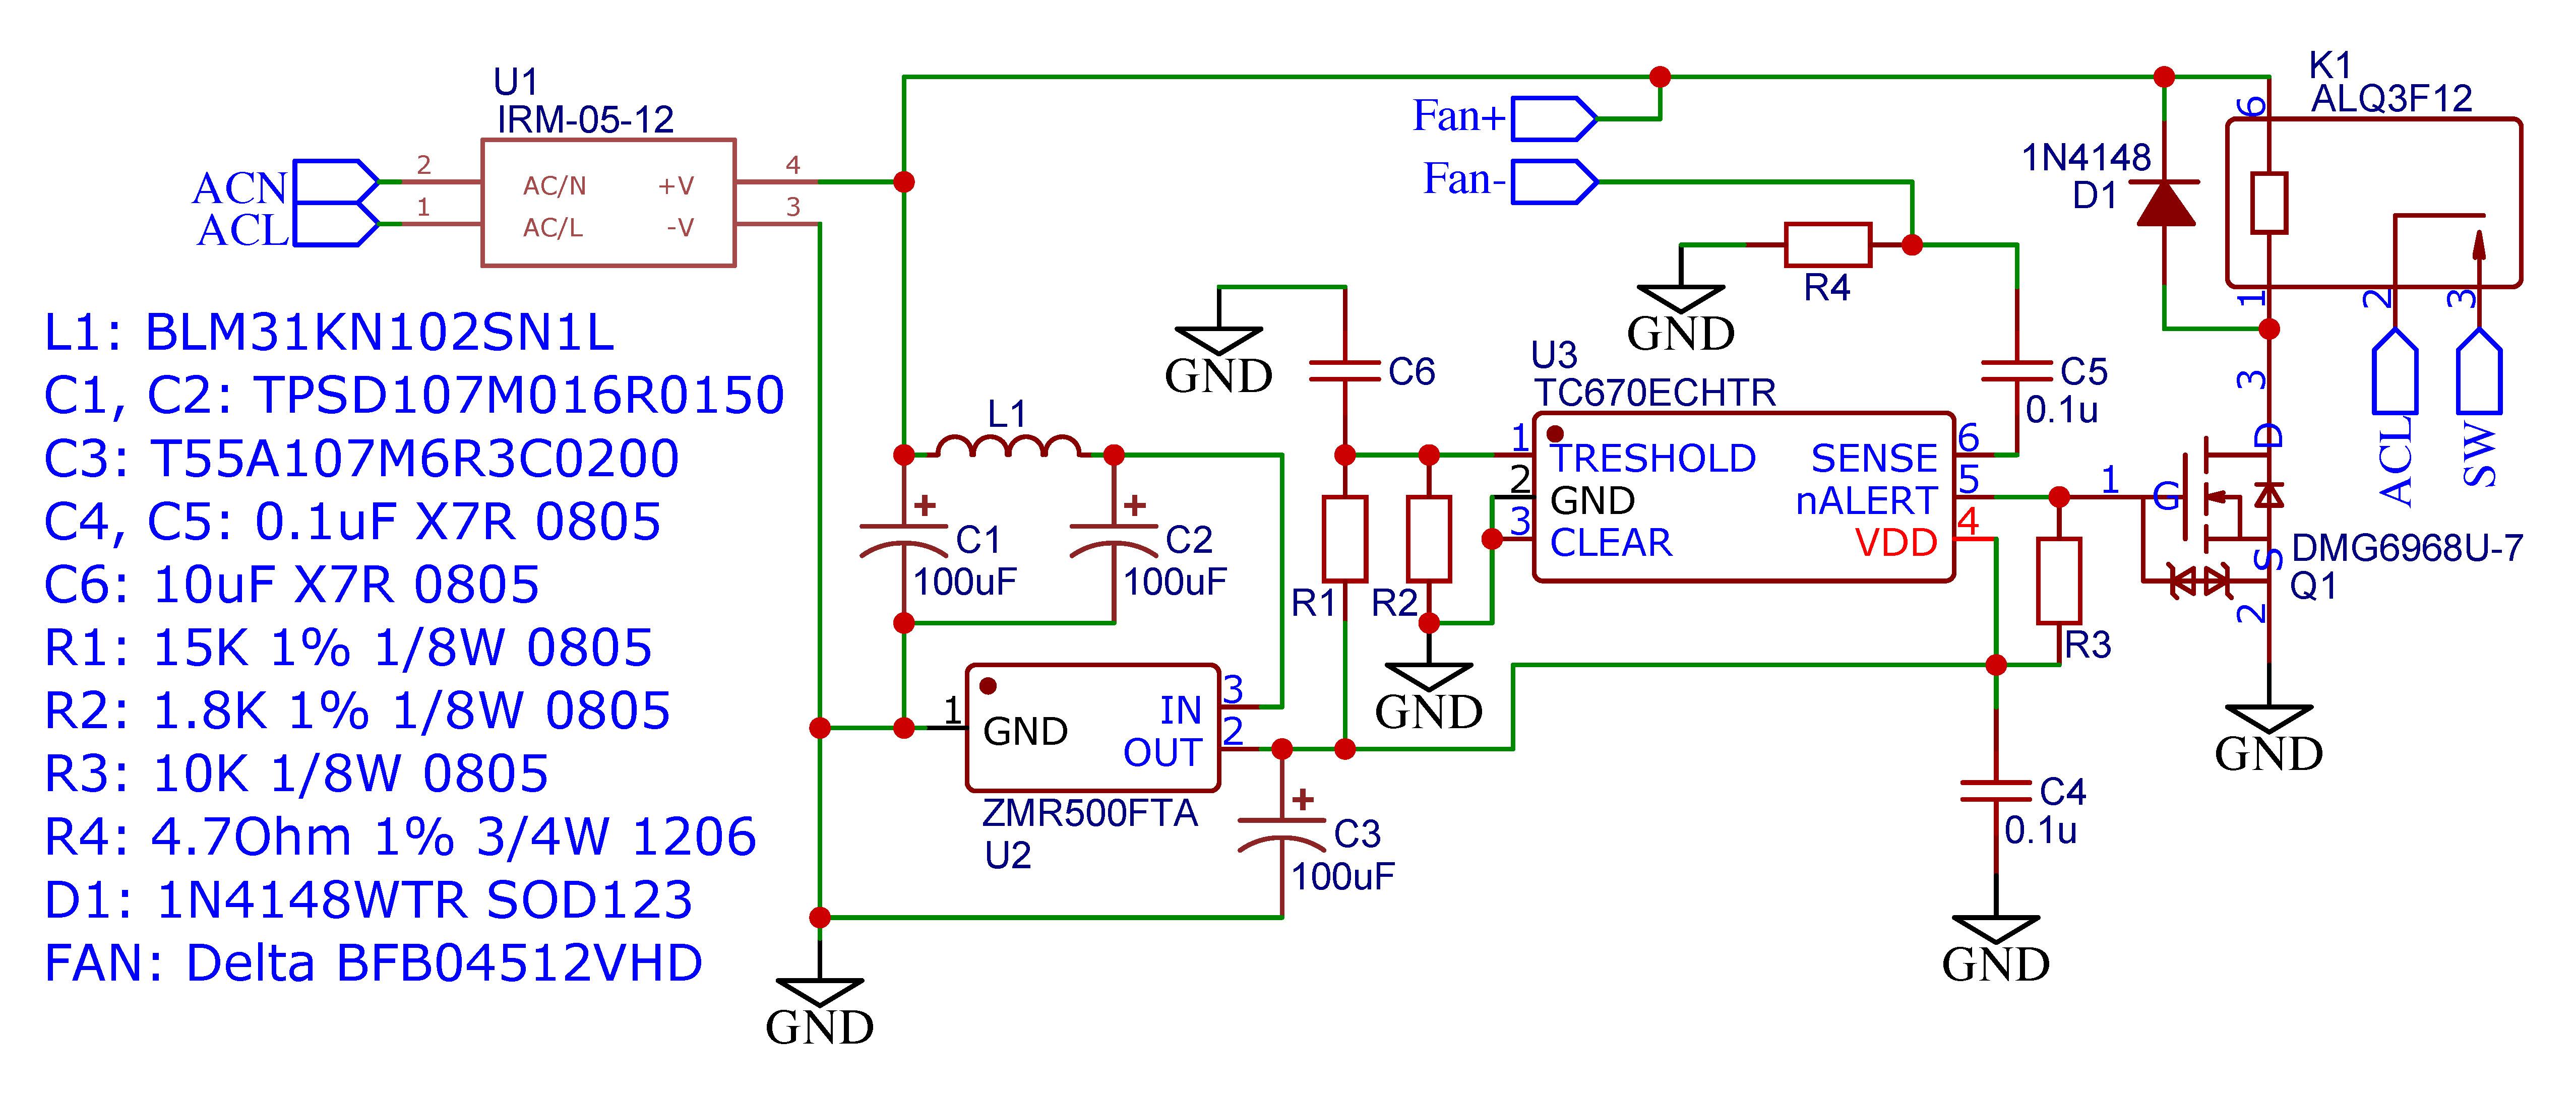 U1
IRM-05-12
ACN
ACL
2
1
AC/N
AC/L
+V
-V
4
3
Fan+
Fan-
1N4148
D1
K1
ALQ3F12
6
1
2
3
ACL
SW
R4
GND
GND
C6
C5
0.1u
L1: BLM31KN102SN1L
C1, C2: TPSD107M016R0150
C3: T55A107M6R3C0200
C4, C5: 0.1uF X7R 0805
C6: 10uF X7R 0805
R1: 15K 1% 1/8W 0805
R2: 1.8K 1% 1/8W 0805
R3: 10K 1/8W 0805
R4: 4.7Ohm 1% 3/4W 1206
D1: 1N4148WTR SOD123
FAN: Delta BFB04512VHD
L1
+
C1
100uF
+
C2
100uF
U3
TC670ECHTR
1
2
3
TRESHOLD
GND
CLEAR
SENSE
nALERT
VDD
6
5
4
R1
R2
GND
R3
3
D
1
G
S
2
DMG6968U-7
Q1
GND
1
GND
IN
OUT
3
2
ZMR500FTA
U2
+
C3
100uF
C4
0.1u
GND
GND